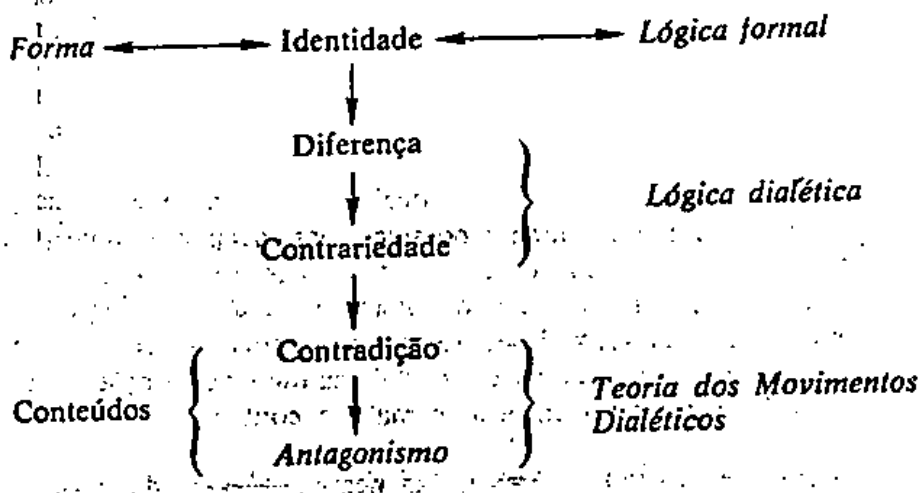 Forma Identidade Lógica formal
Diferença
Lógica dialética
Contrariedade
Contradição
Conteúdos
Teoria dos Movimentos
Dialéticos
Antagonismo